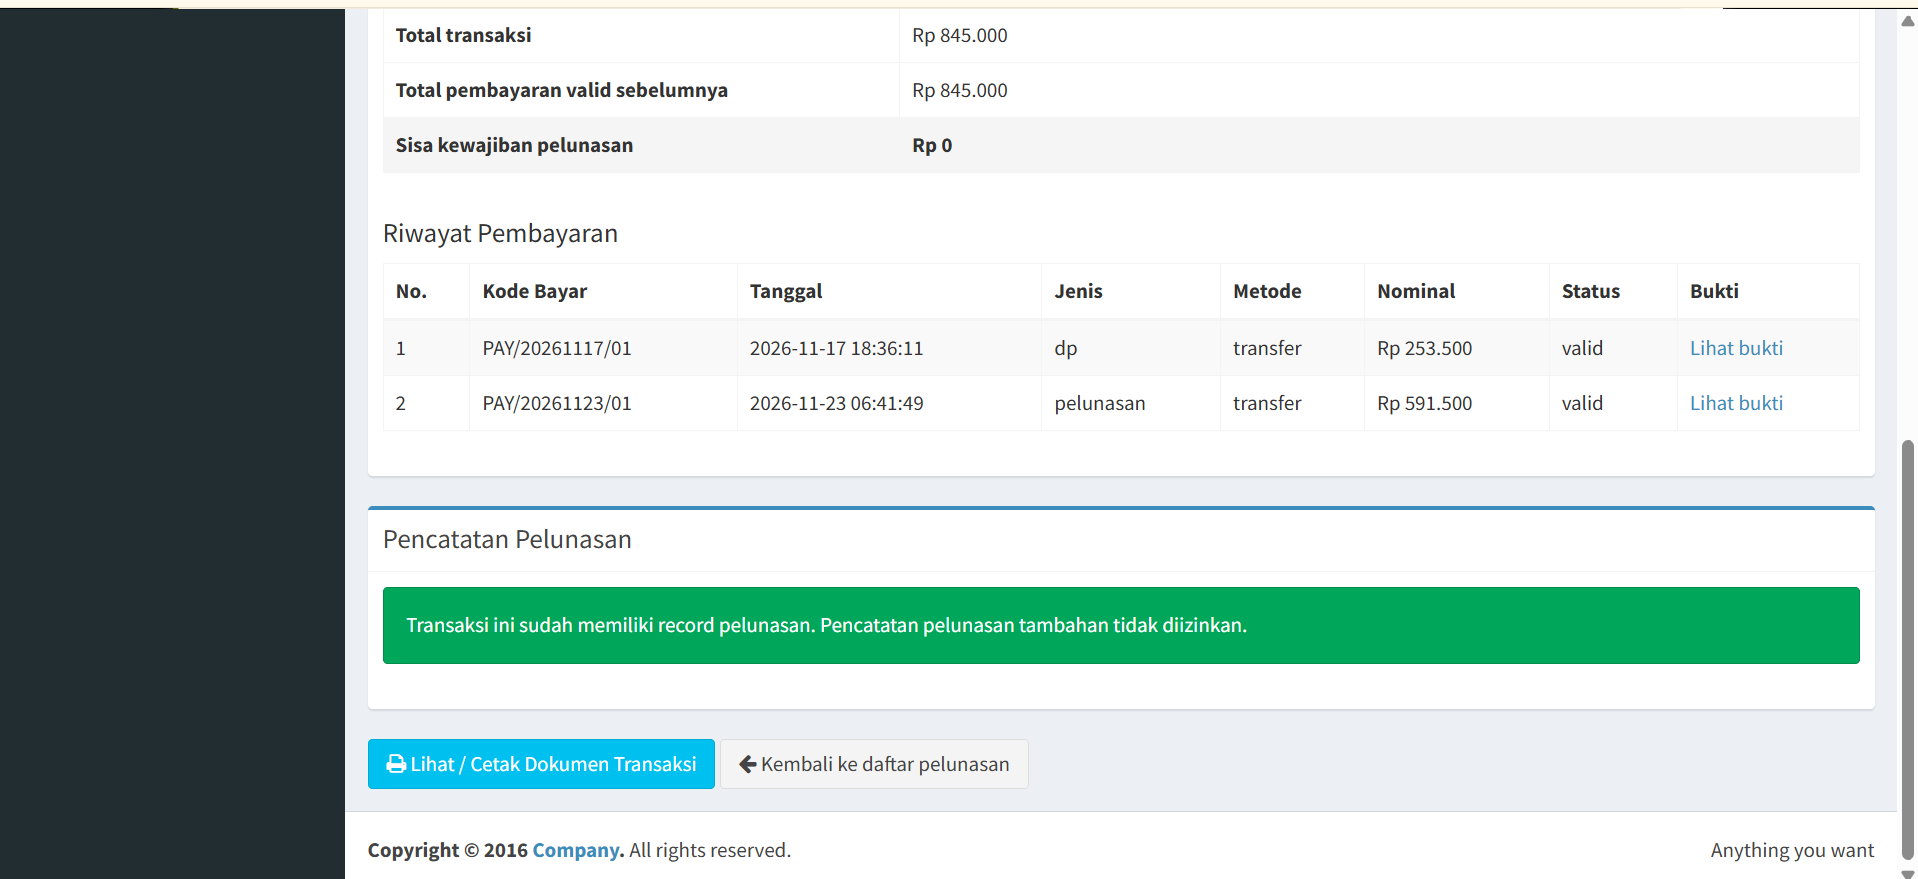 Total transaksi Rp 845.000
Total pembayaran valid sebelumnya Rp 845.000
Sisa kewajiban pelunasan Rp 0
Riwayat Pembayaran
No. Kode Bayar Tanggal Jenis Metode Nominal Status Bukti
1 PAY/20261117/01 2026-11-17 18:36:11 dp transfer Rp 253.500 valid Lihat bukti
2 PAY/20261123/01 2026-11-23 06:41:49 pelunasan transfer Rp 591.500 valid Lihat bukti
Pencatatan Pelunasan
Transaksi ini sudah memiliki record pelunasan. Pencatatan pelunasan tambahan tidak diizinkan.
Lihat / Cetak Dokumen Transaksi Kembali ke daftar pelunasan
Copyright © 2016 Company. All rights reserved. Anything you want